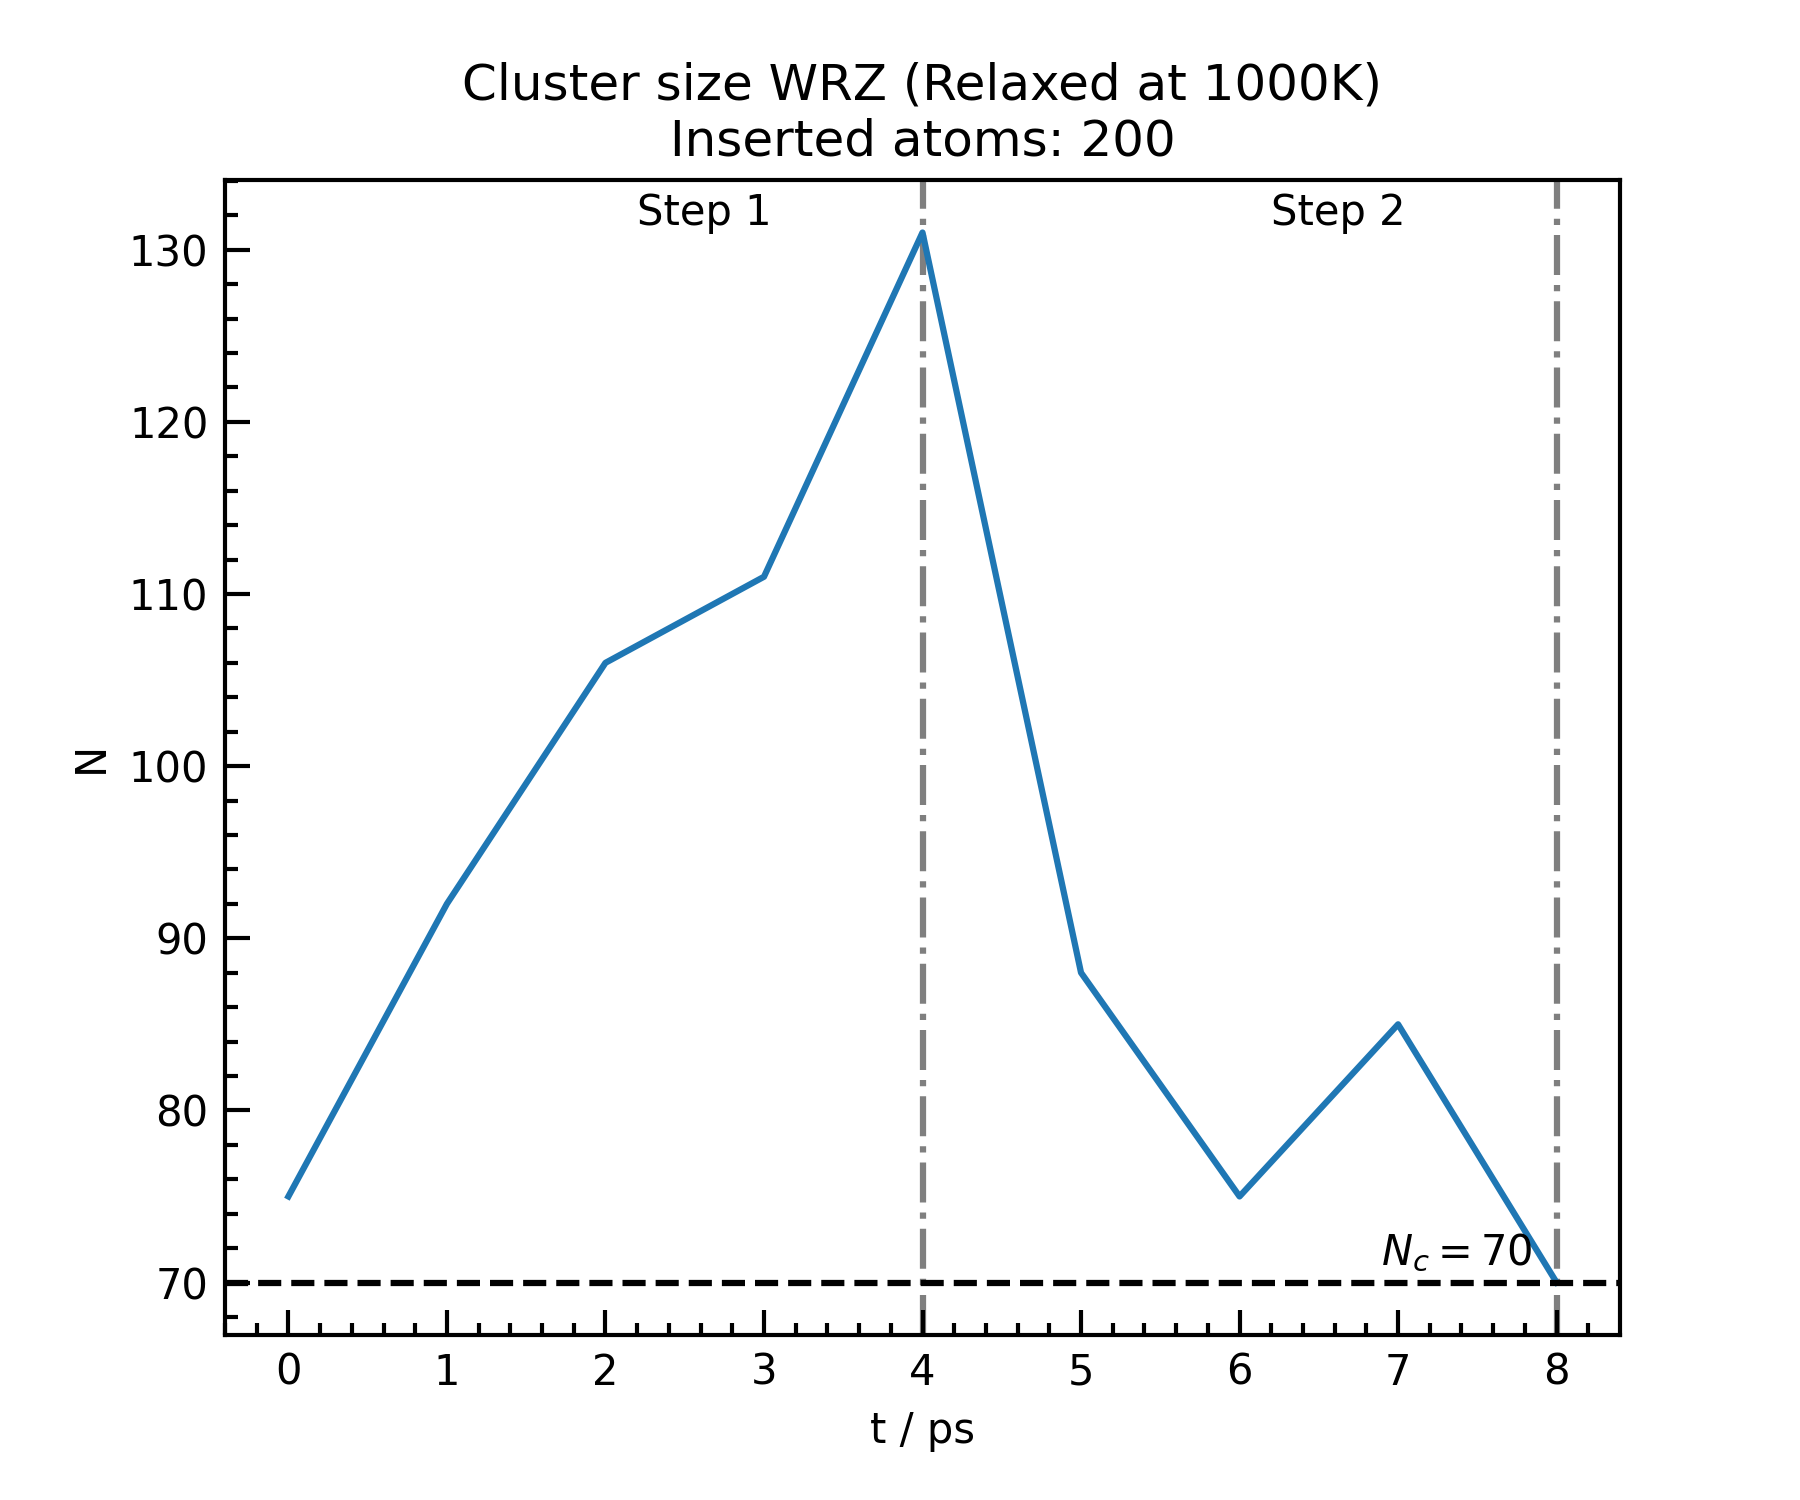 Cluster size WRZ (Relaxed at 1000K)
Inserted atoms: 200
Step 1
Step 2
130
120
110
100
90
80
70
N
N_c = 70
0 1 2 3 4 5 6 7 8
t / ps